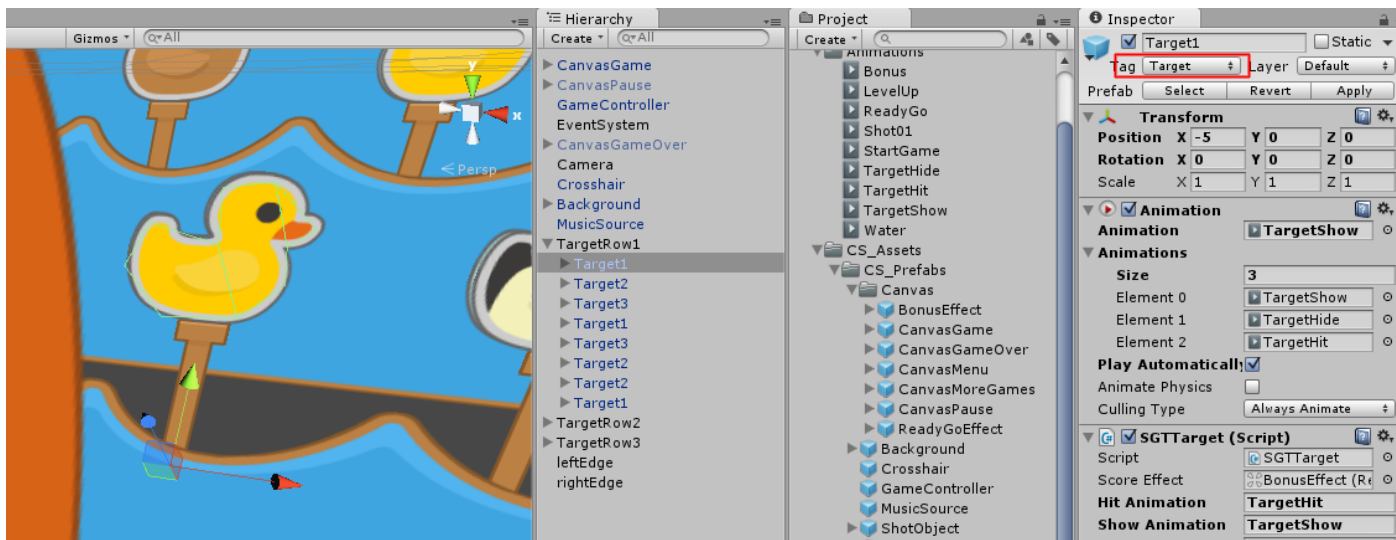 Gizmos
All
y
x
Persp
Hierarchy
Create
All
CanvasGame
CanvasPause
GameController
EventSystem
CanvasGameOver
Camera
Crosshair
Background
MusicSource
TargetRow1
Target1
Target2
Target3
Target1
Target3
Target2
Target2
Target1
TargetRow2
TargetRow3
leftEdge
rightEdge
Project
Create
Animations
Bonus
LevelUp
ReadyGo
Shot01
StartGame
TargetHide
TargetHit
TargetShow
Water
CS_Assets
CS_Prefabs
Canvas
BonusEffect
CanvasGame
CanvasGameOver
CanvasMenu
CanvasMoreGames
CanvasPause
ReadyGoEffect
Background
Crosshair
GameController
MusicSource
ShotObject
Inspector
Target1 Static
Tag Target Layer Default
Prefab Select Revert Apply
Transform
Position X -5 Y 0 Z 0
Rotation X 0 Y 0 Z 0
Scale X 1 Y 1 Z 1
Animation
Animation TargetShow
Animations
Size 3
Element 0 TargetShow
Element 1 TargetHide
Element 2 TargetHit
Play Automatically
Animate Physics
Culling Type Always Animate
SGTTarget (Script)
Script SGTTarget
Score Effect BonusEffect (Re
Hit Animation TargetHit
Show Animation TargetShow